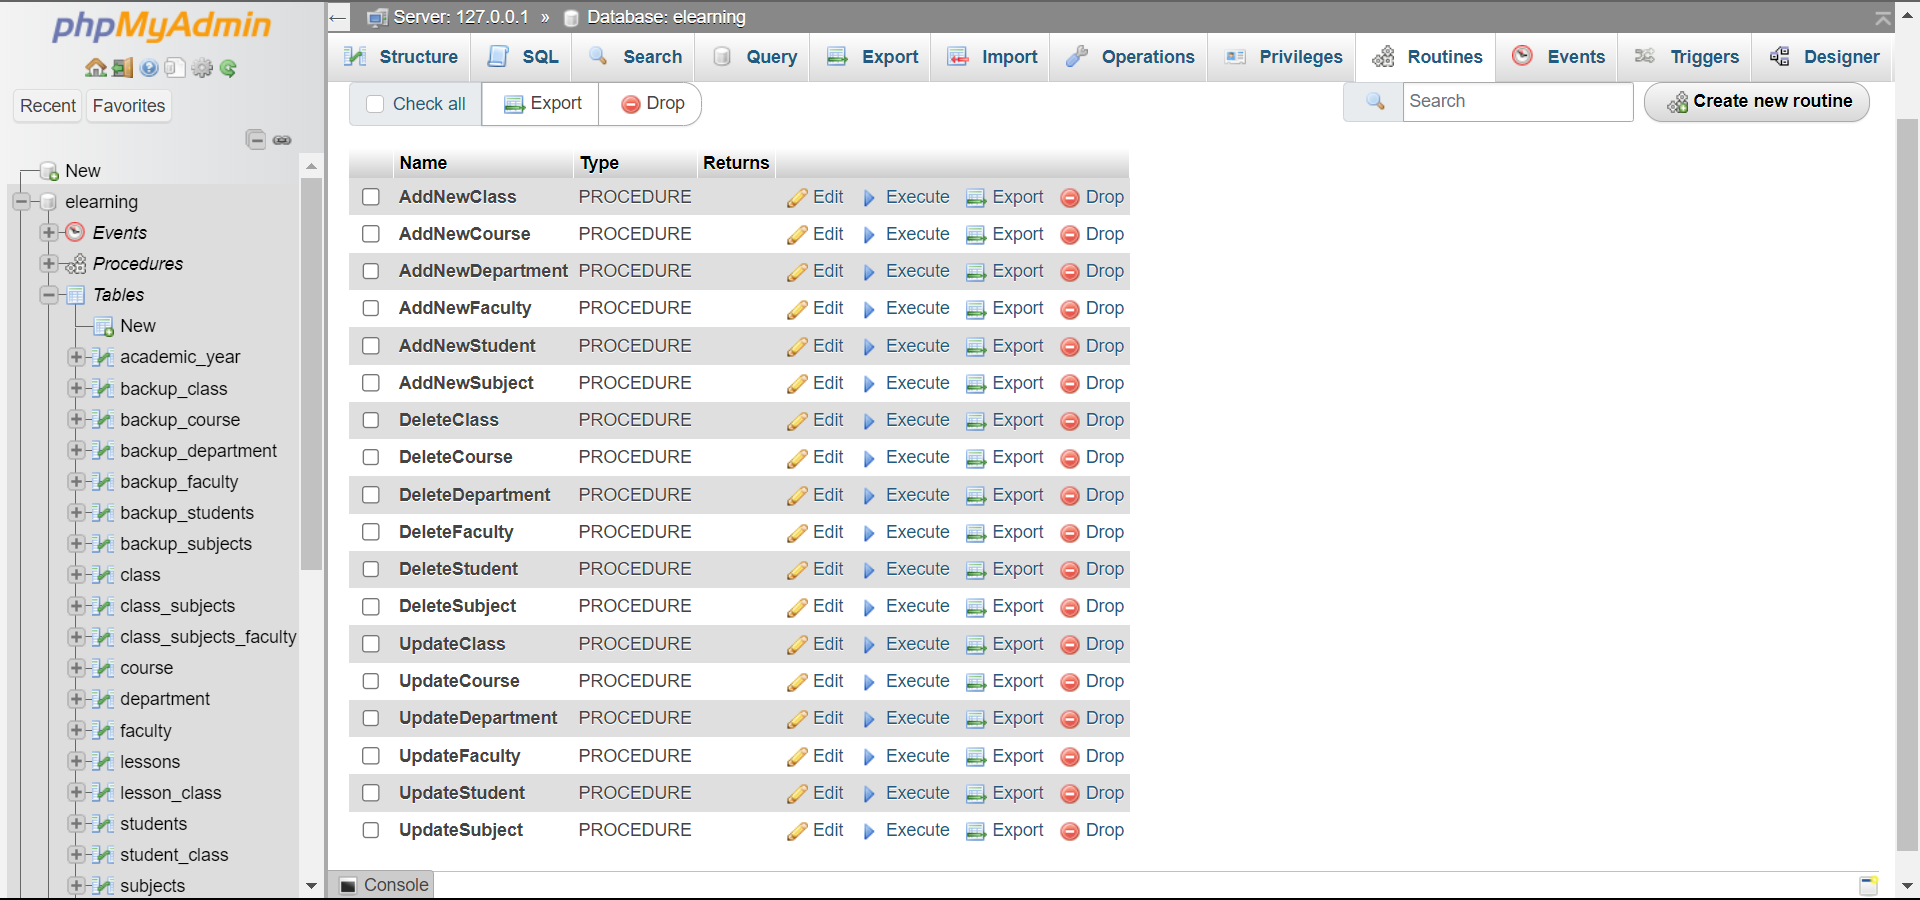 phpMyAdmin
Recent Favorites
New
elearning
Events
Procedures
Tables
New
academic_year
backup_class
backup_course
backup_department
backup_faculty
backup_students
backup_subjects
class
class_subjects
class_subjects_faculty
course
department
faculty
lessons
lesson_class
students
student_class
subjects
Server: 127.0.0.1 » Database: elearning
Structure SQL Search Query Export Import Operations Privileges Routines Events Triggers Designer
Check all Export Drop Search Create new routine
Name Type Returns
AddNewClass PROCEDURE Edit Execute Export Drop
AddNewCourse PROCEDURE Edit Execute Export Drop
AddNewDepartment PROCEDURE Edit Execute Export Drop
AddNewFaculty PROCEDURE Edit Execute Export Drop
AddNewStudent PROCEDURE Edit Execute Export Drop
AddNewSubject PROCEDURE Edit Execute Export Drop
DeleteClass PROCEDURE Edit Execute Export Drop
DeleteCourse PROCEDURE Edit Execute Export Drop
DeleteDepartment PROCEDURE Edit Execute Export Drop
DeleteFaculty PROCEDURE Edit Execute Export Drop
DeleteStudent PROCEDURE Edit Execute Export Drop
DeleteSubject PROCEDURE Edit Execute Export Drop
UpdateClass PROCEDURE Edit Execute Export Drop
UpdateCourse PROCEDURE Edit Execute Export Drop
UpdateDepartment PROCEDURE Edit Execute Export Drop
UpdateFaculty PROCEDURE Edit Execute Export Drop
UpdateStudent PROCEDURE Edit Execute Export Drop
UpdateSubject PROCEDURE Edit Execute Export Drop
Console